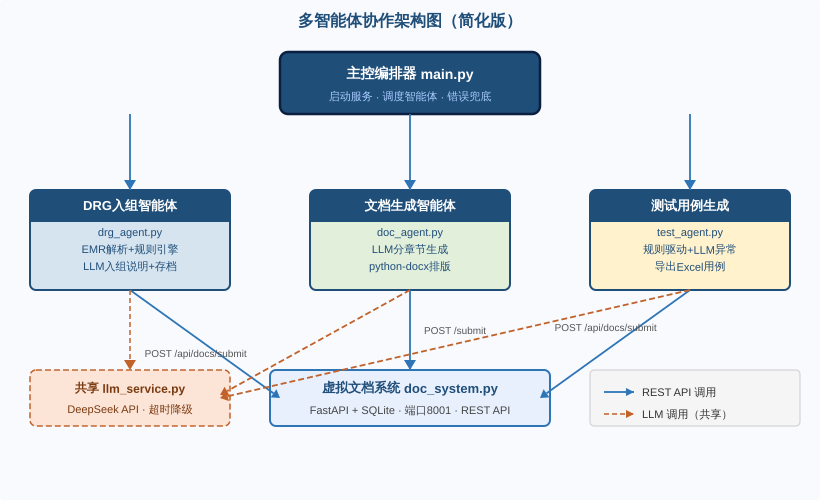 多智能体协作架构图（简化版）
主控编排器 main.py
启动服务 · 调度智能体 · 错误兜底
DRG入组智能体
drg_agent.py
EMR解析+规则引擎
LLM入组说明+存档
文档生成智能体
doc_agent.py
LLM分章节生成
python-docx排版
测试用例生成
test_agent.py
规则驱动+LLM异常
导出Excel用例
POST /api/docs/submit
POST /submit
POST /api/docs/submit
共享 llm_service.py
DeepSeek API · 超时降级
虚拟文档系统 doc_system.py
FastAPI + SQLite · 端口8001 · REST API
REST API 调用
LLM 调用（共享）